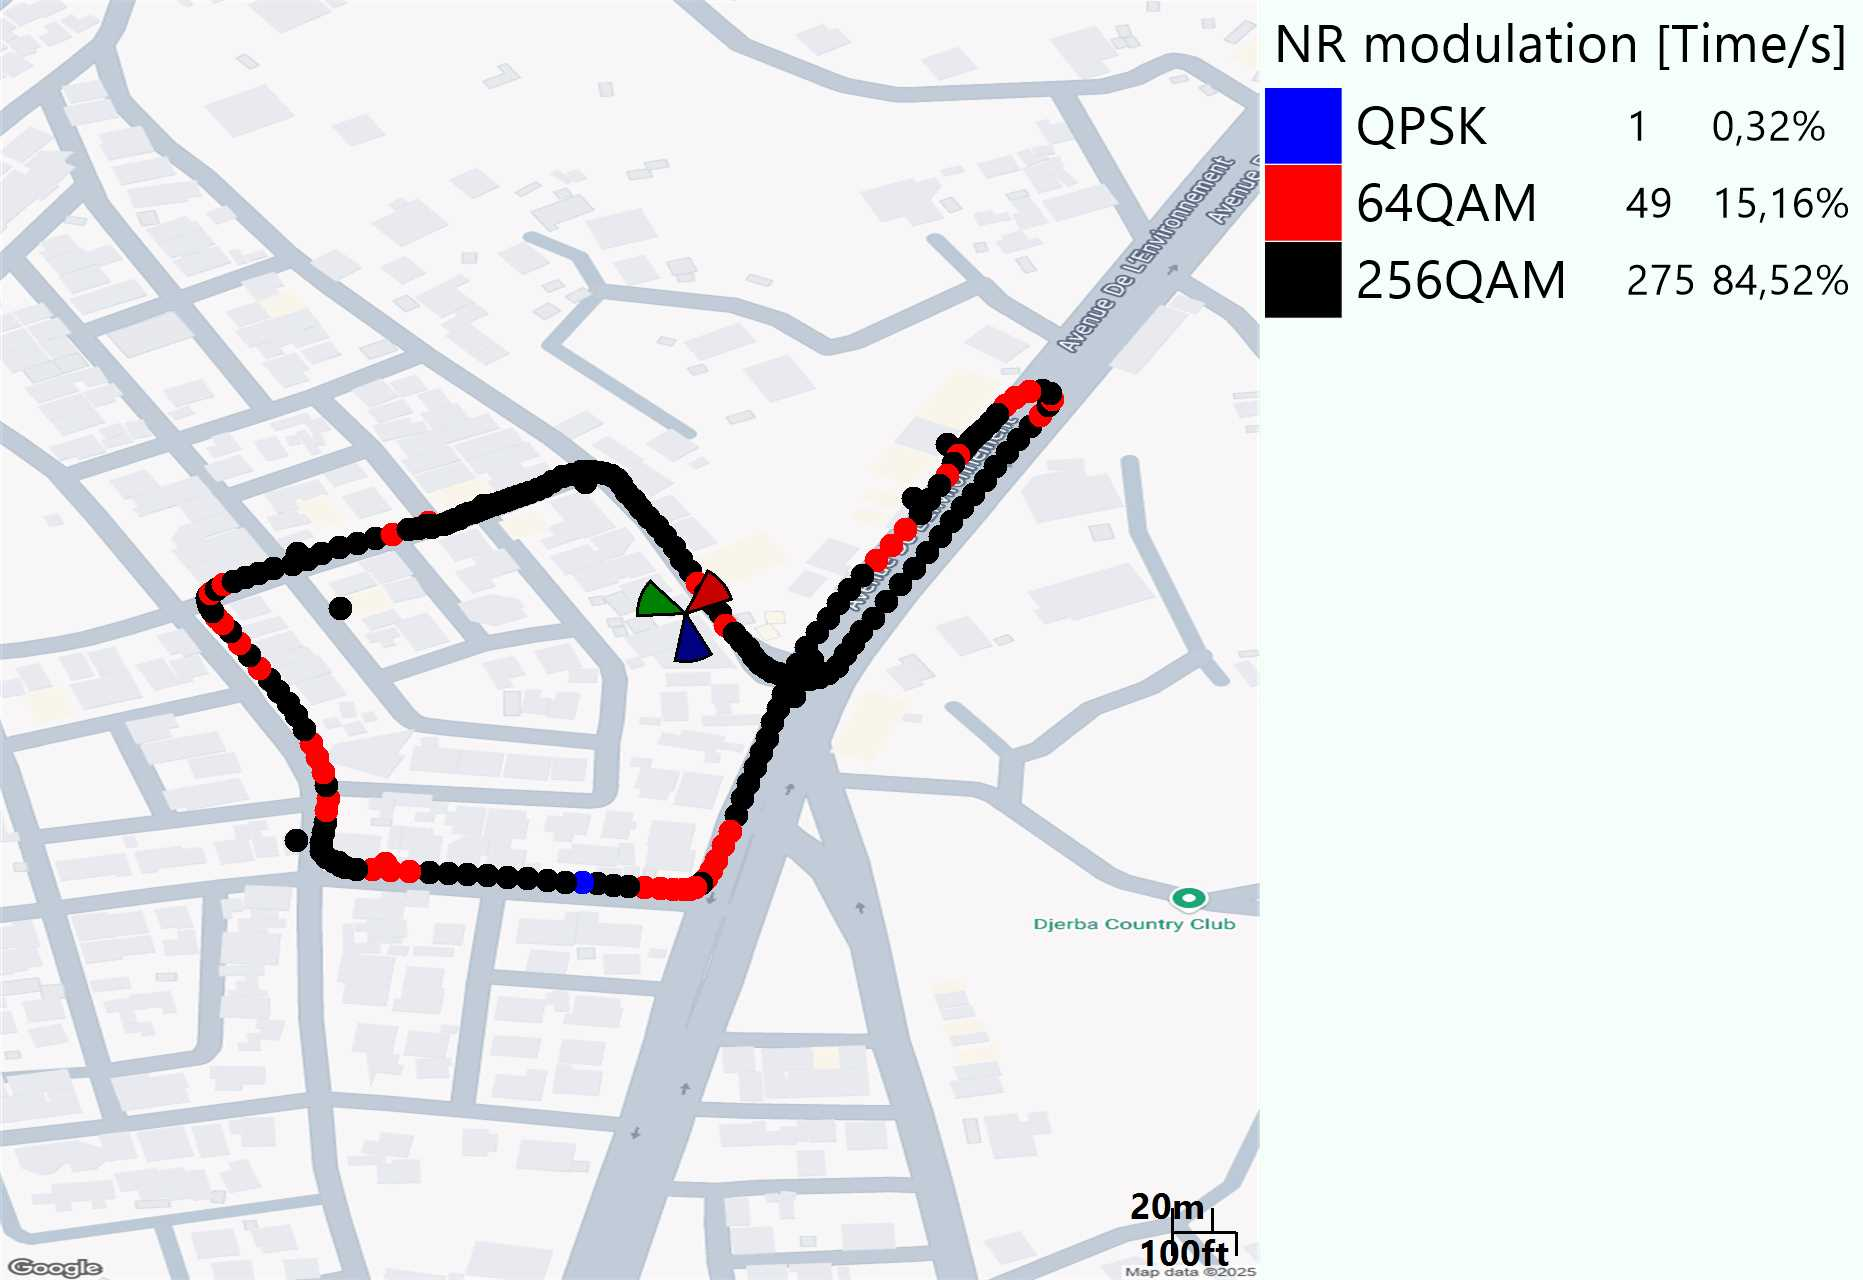 NR modulation [Time/s]
QPSK 1 0,32%
64QAM 49 15,16%
256QAM 275 84,52%
Avenue De L'Environnement
Avenue
Djerba Country Club
20m
100ft
Google
Map data ©2025